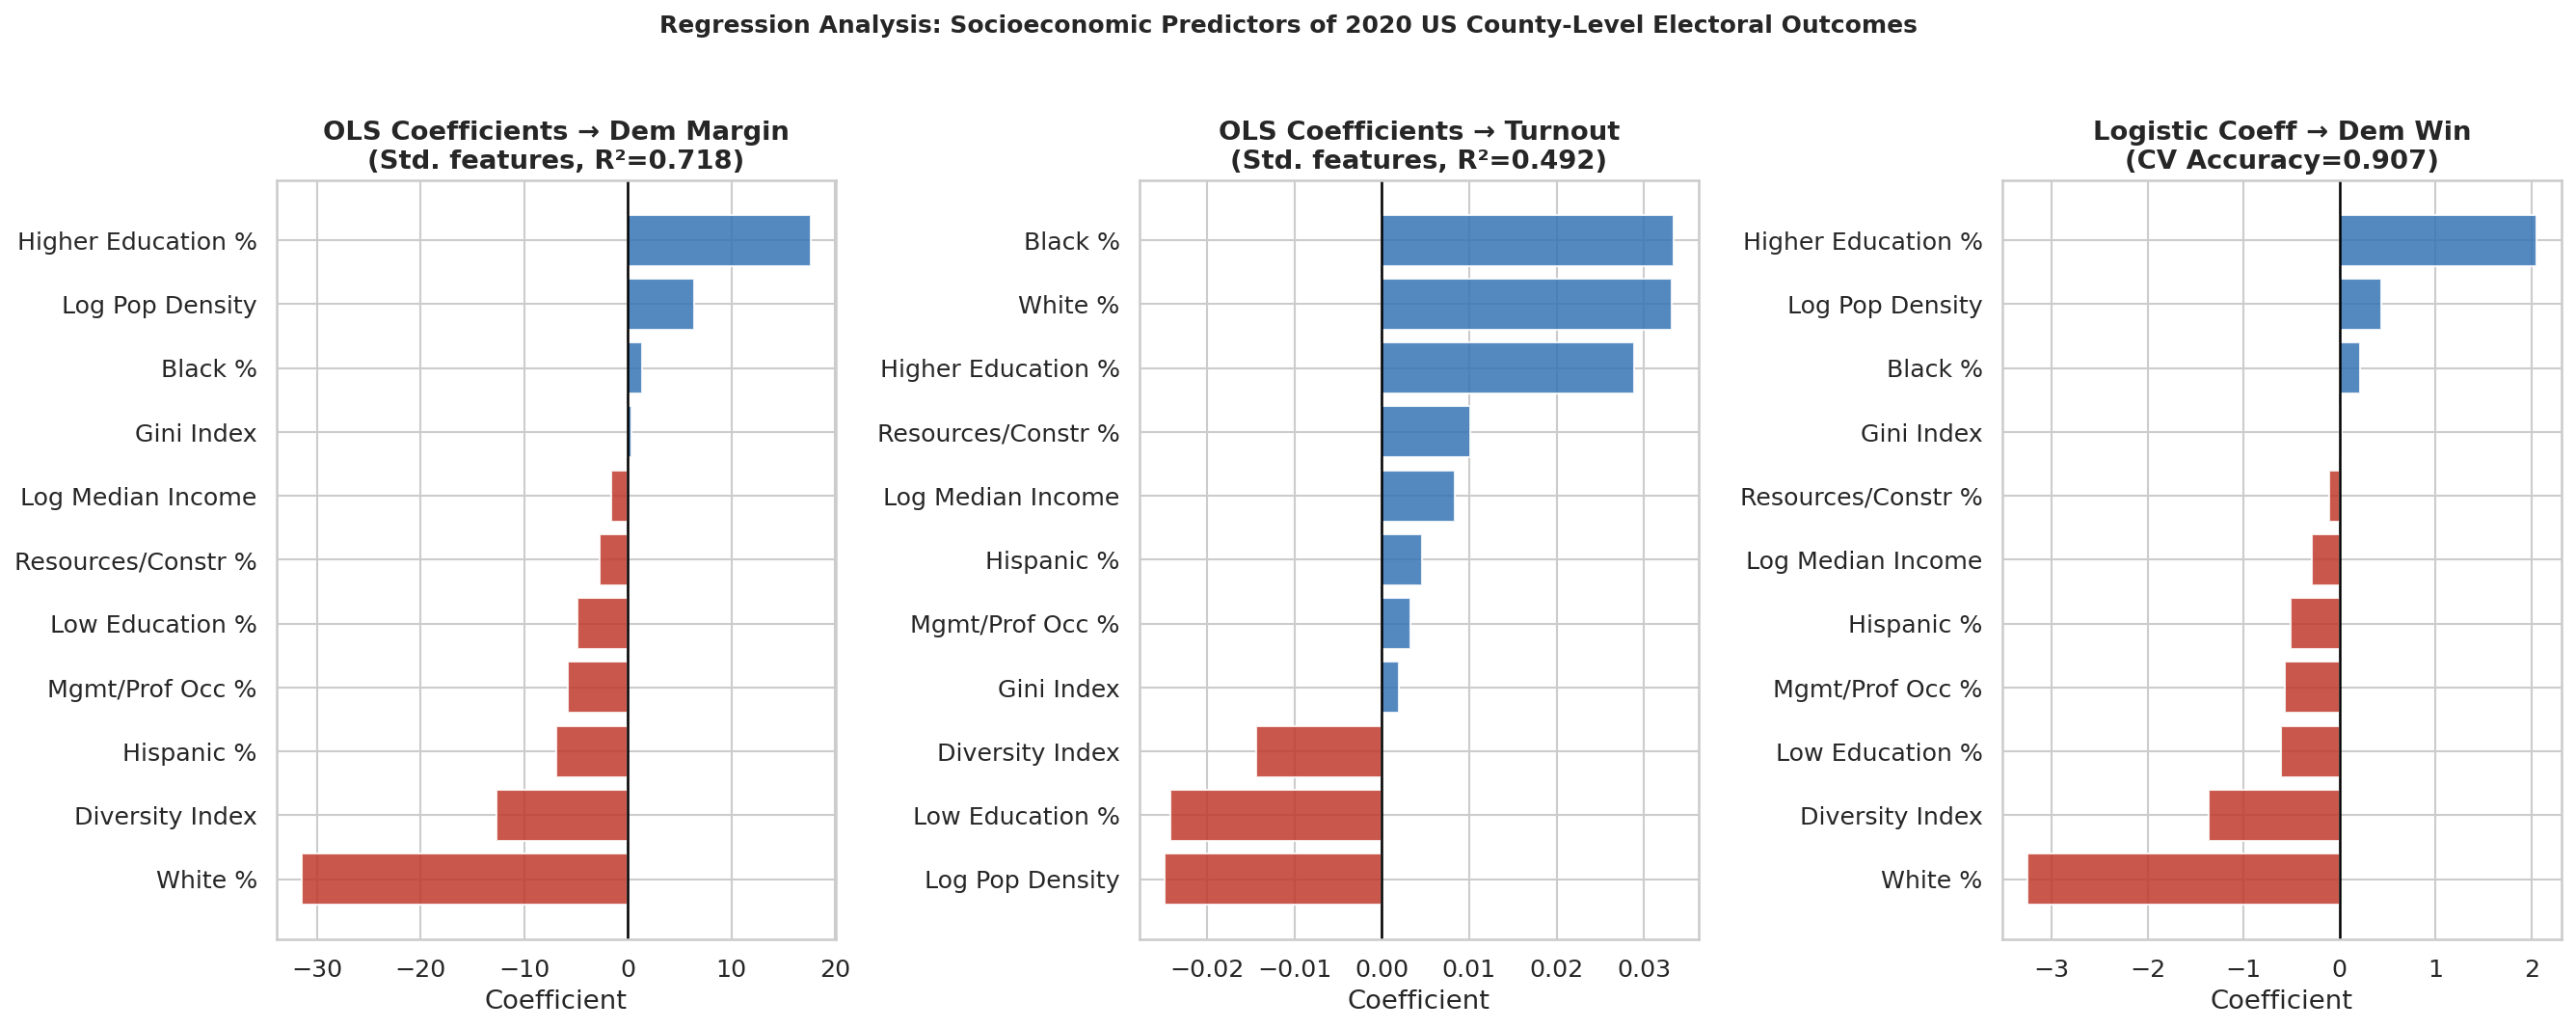 Regression Analysis: Socioeconomic Predictors of 2020 US County-Level Electoral Outcomes
OLS Coefficients → Dem Margin
(Std. features, R²=0.718)
Higher Education %
Log Pop Density
Black %
Gini Index
Log Median Income
Resources/Constr %
Low Education %
Mgmt/Prof Occ %
Hispanic %
Diversity Index
White %
−30 −20 −10 0 10 20
Coefficient
OLS Coefficients → Turnout
(Std. features, R²=0.492)
Black %
White %
Higher Education %
Resources/Constr %
Log Median Income
Hispanic %
Mgmt/Prof Occ %
Gini Index
Diversity Index
Low Education %
Log Pop Density
−0.02 −0.01 0.00 0.01 0.02 0.03
Coefficient
Logistic Coeff → Dem Win
(CV Accuracy=0.907)
Higher Education %
Log Pop Density
Black %
Gini Index
Resources/Constr %
Log Median Income
Hispanic %
Mgmt/Prof Occ %
Low Education %
Diversity Index
White %
−3 −2 −1 0 1 2
Coefficient